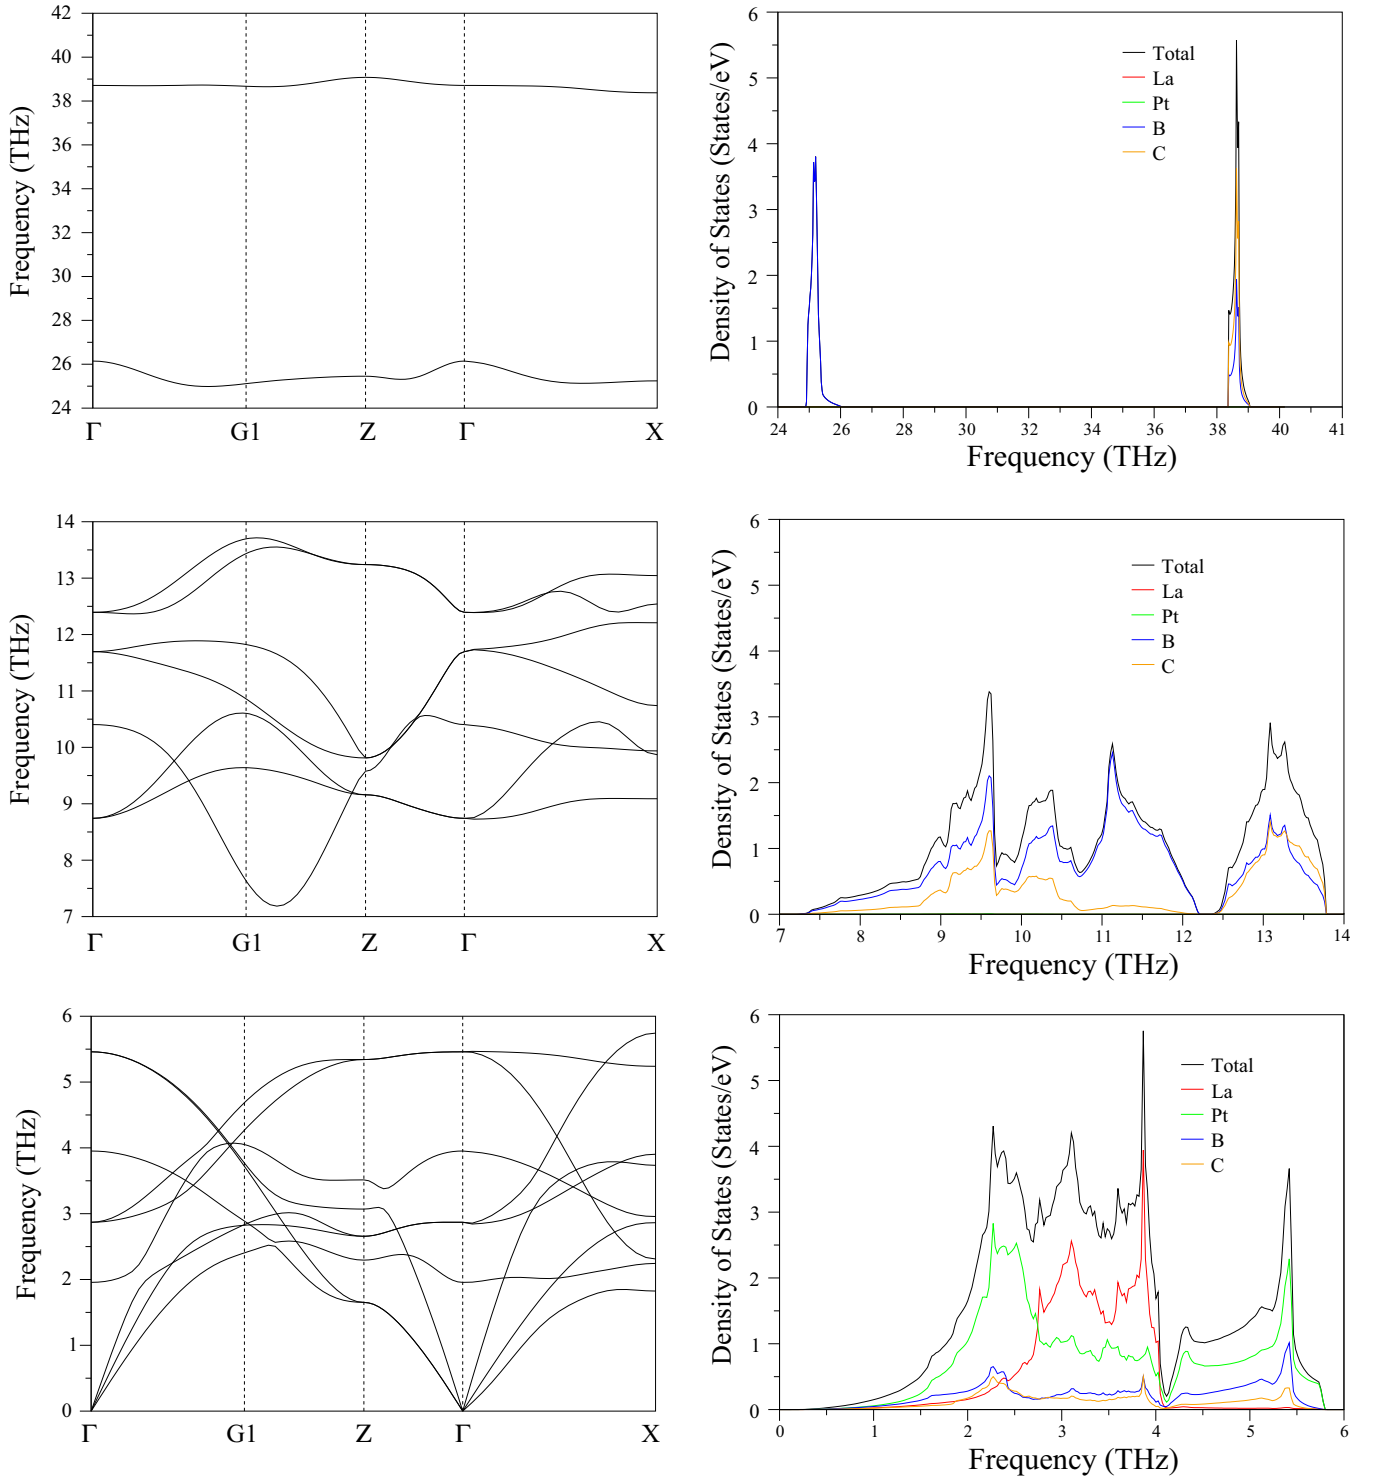 42
40
38
36
34
32
30
28
26
24
Frequency (THz)
Γ G1 Z Γ X
6
5
4
3
2
1
0
Density of States (States/eV)
Total
La
Pt
B
C
24 26 28 30 32 34 36 38 40 41
Frequency (THz)
14
13
12
11
10
9
8
7
Frequency (THz)
Γ G1 Z Γ X
6
5
4
3
2
1
0
Density of States (States/eV)
Total
La
Pt
B
C
7 8 9 10 11 12 13 14
Frequency (THz)
6
5
4
3
2
1
0
Frequency (THz)
Γ G1 Z Γ X
6
5
4
3
2
1
0
Density of States (States/eV)
Total
La
Pt
B
C
0 1 2 3 4 5 6
Frequency (THz)